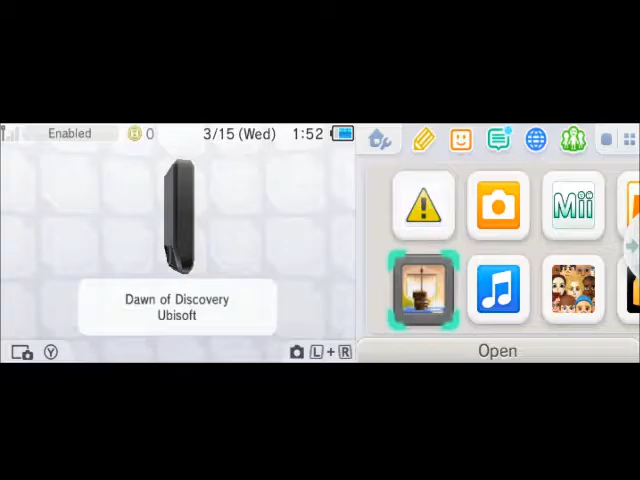 Enabled 0 3/15 (Wed) 1:52
Dawn of Discovery
Ubisoft
Y L + R
Mii
Open